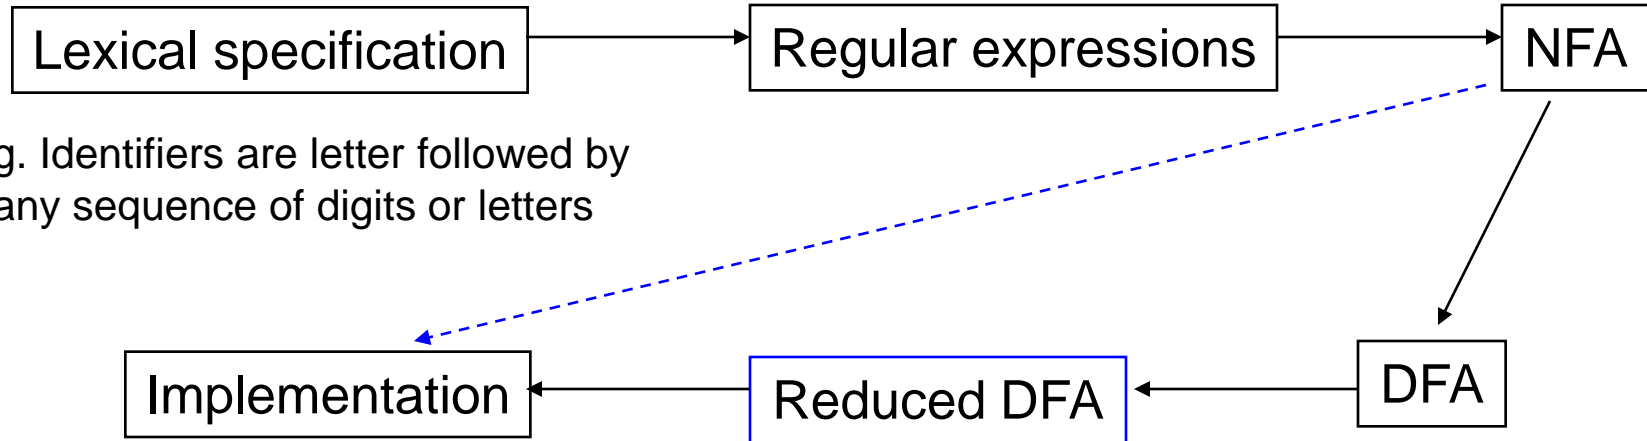 Lexical specification
Regular expressions
NFA
g. Identifiers are letter followed by
any sequence of digits or letters
Implementation
Reduced DFA
DFA